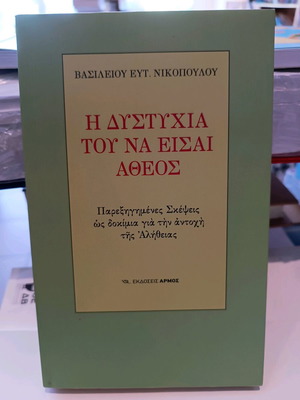 ΒΑΣΙΛΕΙΟΥ ΕΥΤ. ΝΙΚΟΠΟΥΛΟΥ
Η ΔΥΣΤΥΧΙΑ
ΤΟΥ ΝΑ ΕΙΣΑΙ
ΑΘΕΟΣ
Παρεξηγημένες Σκέψεις
ὡς δοκίμια γιὰ τὴν ἀντοχὴ
τῆς Ἀλήθειας
ΕΚΔΟΣΕΙΣ ΑΡΜΟΣ